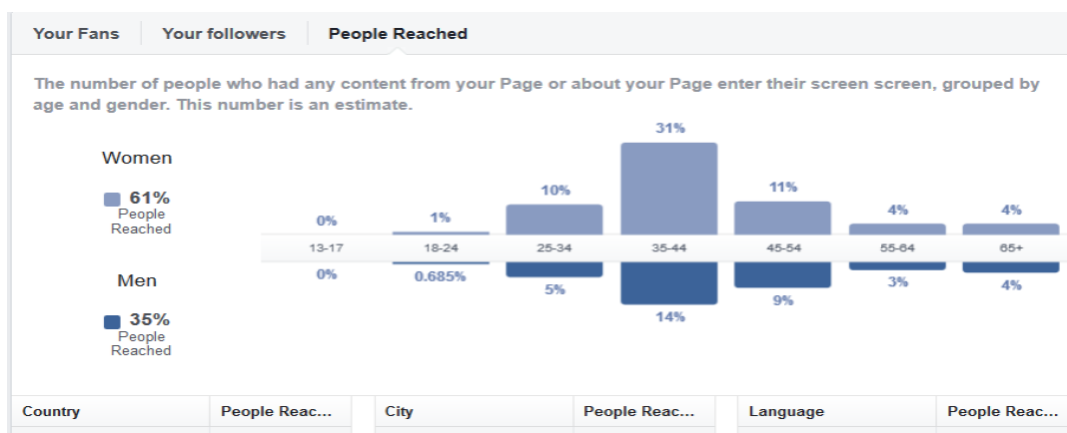 Your Fans Your followers People Reached
The number of people who had any content from your Page or about your Page enter their screen screen, grouped by
age and gender. This number is an estimate.
31%
Women
61%
People
Reached
10%
11%
0%
1%
4%
4%
13-17 18-24 25-34 35-44 45-54 55-64 65+
Men
0%
0.685%
5%
14%
9%
3%
4%
35%
People
Reached
Country People Reac... City People Reac... Language People Reac...